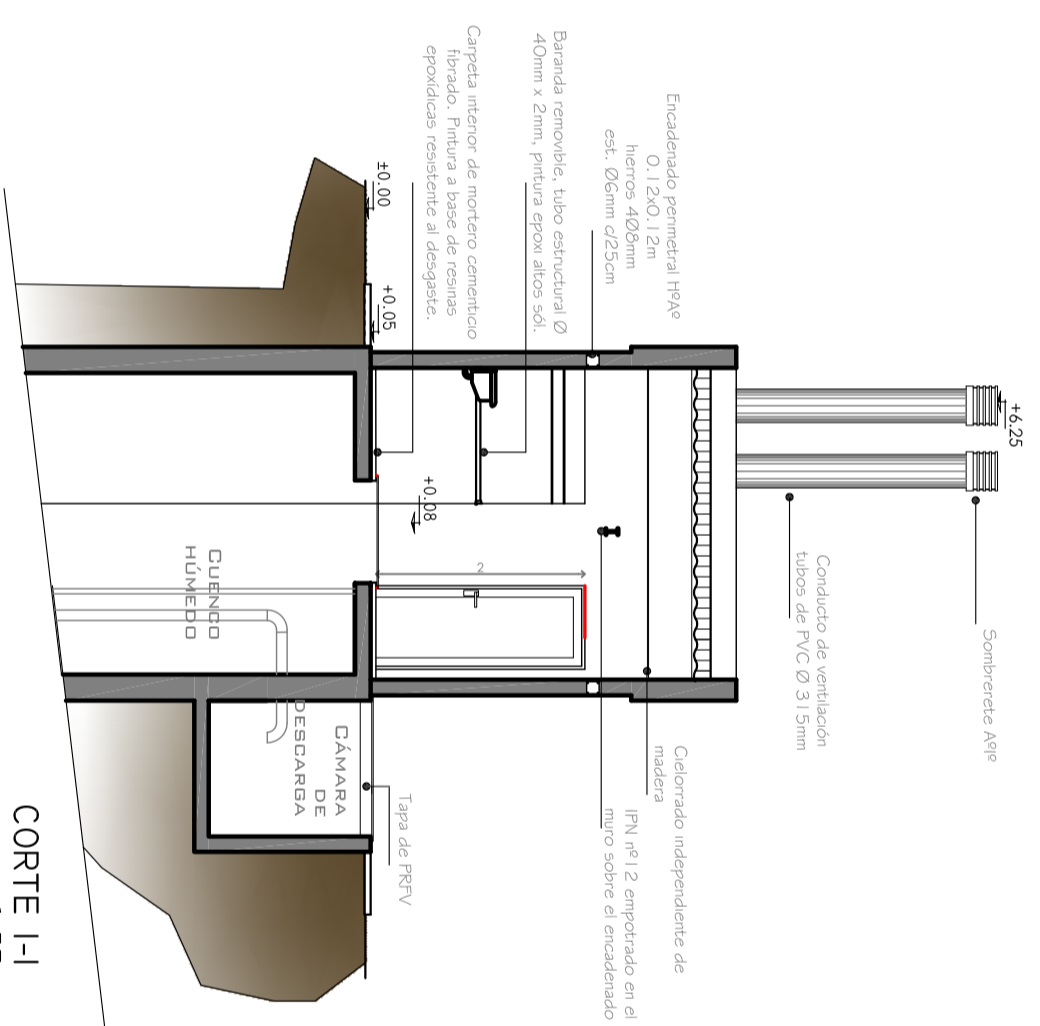 +6.25
Sombrerete AºIº
Conducto de ventilación
tubos de PVC Ø 315mm
Encadenado perimetral HºAº
0.12x0.12m
hierros 4Ø8mm
est. Ø6mm c/25cm
Baranda removible, tubo estructural Ø
40mm x 2mm, pintura epoxi altos sól.
Carpeta interior de mortero cementicio
fibrado. Pintura a base de resinas
epoxídicas resistente al desgaste.
Cielorrado independiente de
madera
IPN nº12 empotrado en el
muro sobre el encadenado
2
±0.00
+0.05
+0.08
Tapa de PRFV
CUENCO
HÚMEDO
CÁMARA
DE
DESCARGA
CORTE I-I